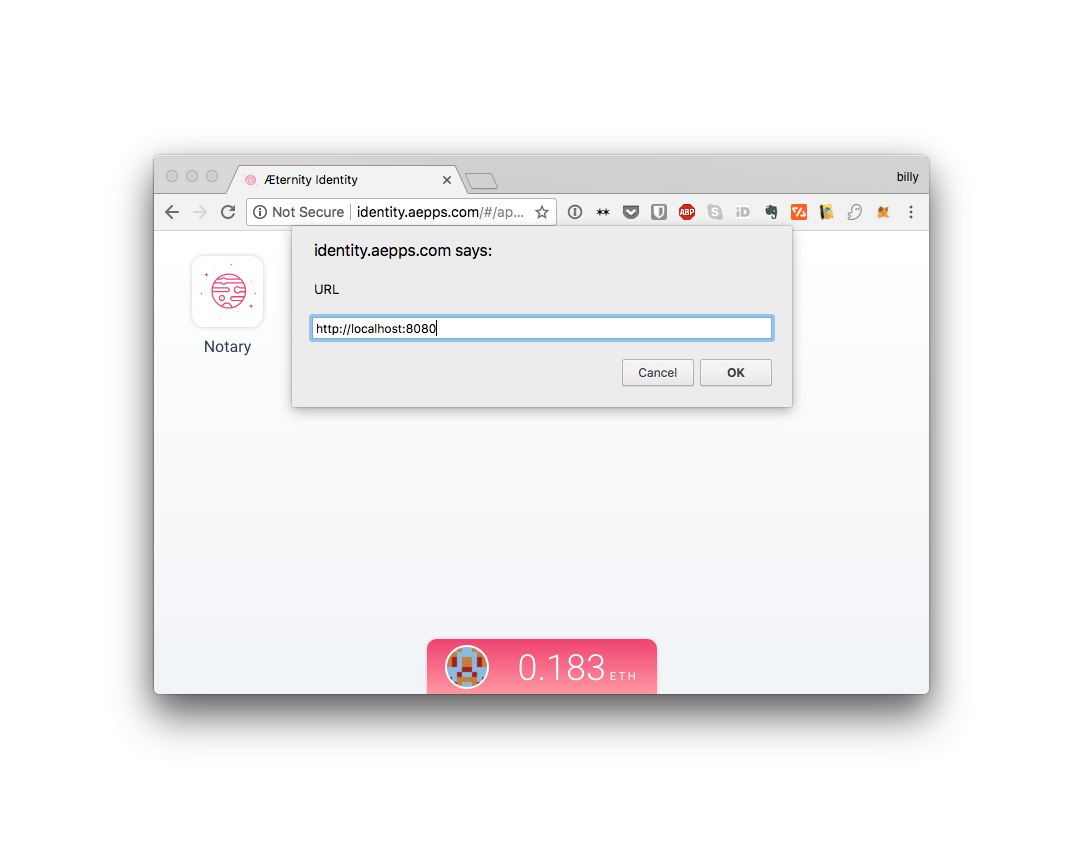 Æternity Identity
billy
Not Secure identity.aepps.com/#/ap...
ABP
iD
identity.aepps.com says:
URL
http://localhost:8080
Cancel OK
Notary
0.183 ETH